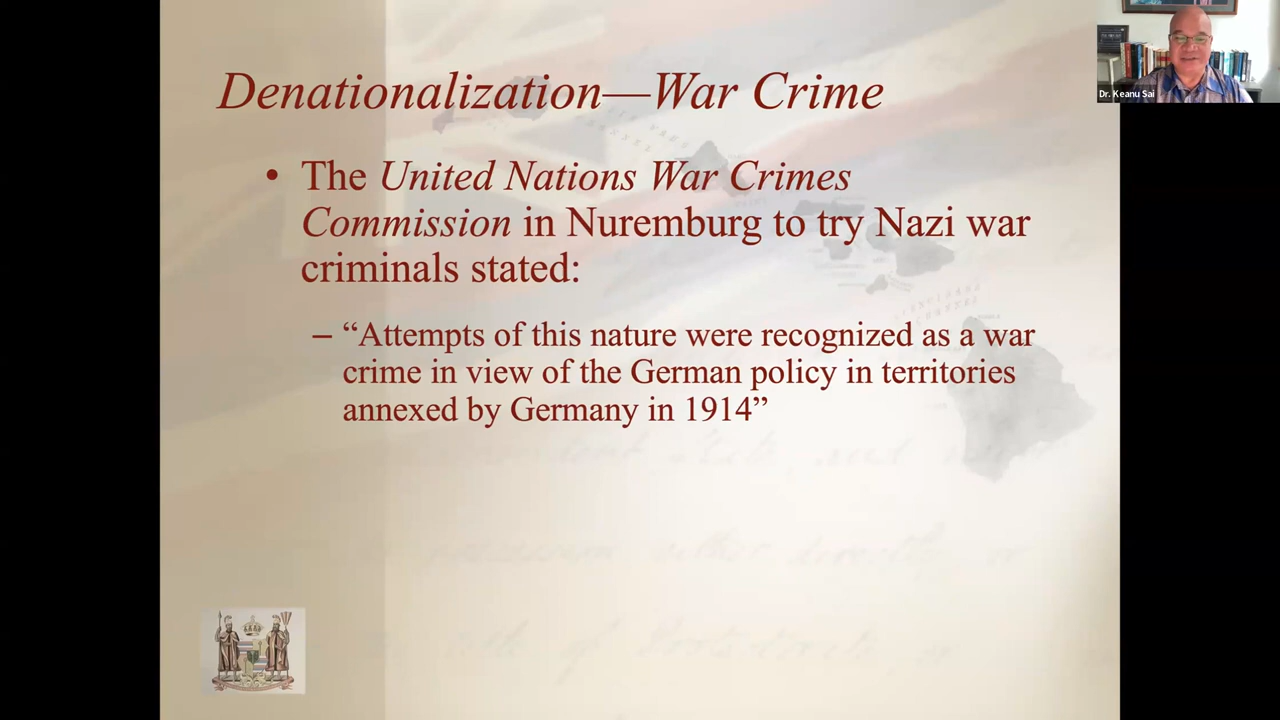 Denationalization—War Crime
• The United Nations War Crimes
Commission in Nuremburg to try Nazi war
criminals stated:
– “Attempts of this nature were recognized as a war
crime in view of the German policy in territories
annexed by Germany in 1914”
Dr. Keanu Sai